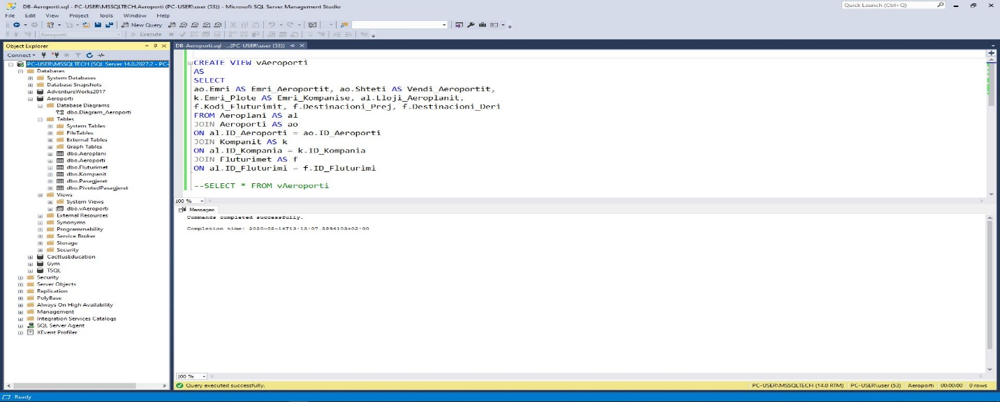 DB-Aeroporti.sql - PC-USER\MSSQLTECH.Aeroporti (PC-USER\user (53)) - Microsoft SQL Server Management Studio
Quick Launch (Ctrl+Q)
File Edit View Project Tools Window Help
New Query
Aeroporti
Execute
Object Explorer
Connect
PC-USER\MSSQLTECH (SQL Server 14.0.2027.2 - PC-
Databases
System Databases
Database Snapshots
AdventureWorks2017
Aeroporti
Database Diagrams
dbo.Diagram_Aeroporti
Tables
System Tables
FileTables
External Tables
Graph Tables
dbo.Aeroplani
dbo.Aeroporti
dbo.Fluturimet
dbo.Kompanit
dbo.Pasagjeret
dbo.PivotedPasagjeret
Views
System Views
dbo.vAeroporti
External Resources
Synonyms
Programmability
Service Broker
Storage
Security
CacttusEducation
Gym
TSQL
Security
Server Objects
Replication
PolyBase
Always On High Availability
Management
Integration Services Catalogs
SQL Server Agent
XEvent Profiler
DB-Aeroporti.sql -...(PC-USER\user (53))
CREATE VIEW vAeroporti
AS
SELECT
ao.Emri AS Emri_Aeroportit, ao.Shteti AS Vendi_Aeroportit,
k.Emri_Plote AS Emri_Kompanise, al.Lloji_Aeroplanit,
f.Kodi_Fluturimit, f.Destinacioni_Prej, f.Destinacioni_Deri
FROM Aeroplani AS al
JOIN Aeroporti AS ao
ON al.ID_Aeroporti = ao.ID_Aeroporti
JOIN Kompanit AS k
ON al.ID_Kompania = k.ID_Kompania
JOIN Fluturimet AS f
ON al.ID_Fluturimi = f.ID_Fluturimi
--SELECT * FROM vAeroporti
100 %
Messages
Commands completed successfully.
Completion time:
100 %
Query executed successfully.
PC-USER\MSSQLTECH (14.0 RTM) PC-USER\user (53) Aeroporti 00:00:00 0 rows
Ready